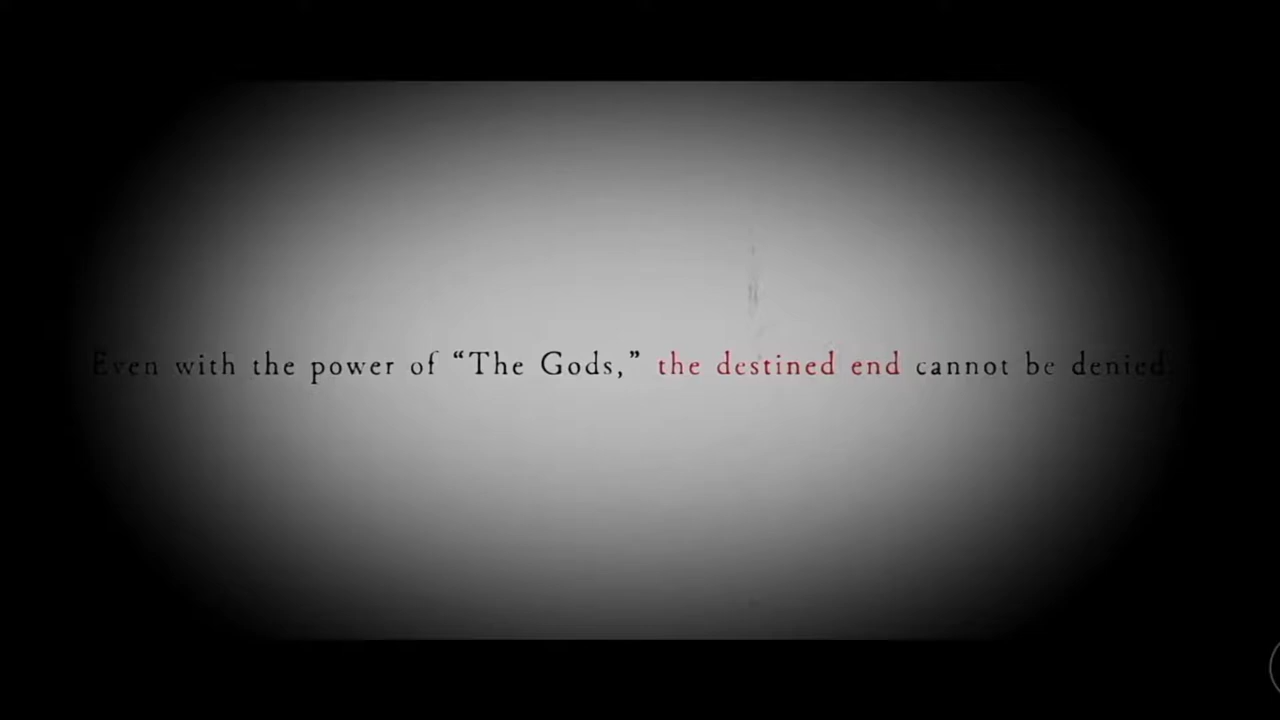 Even with the power of “The Gods,” the destined end cannot be denied.